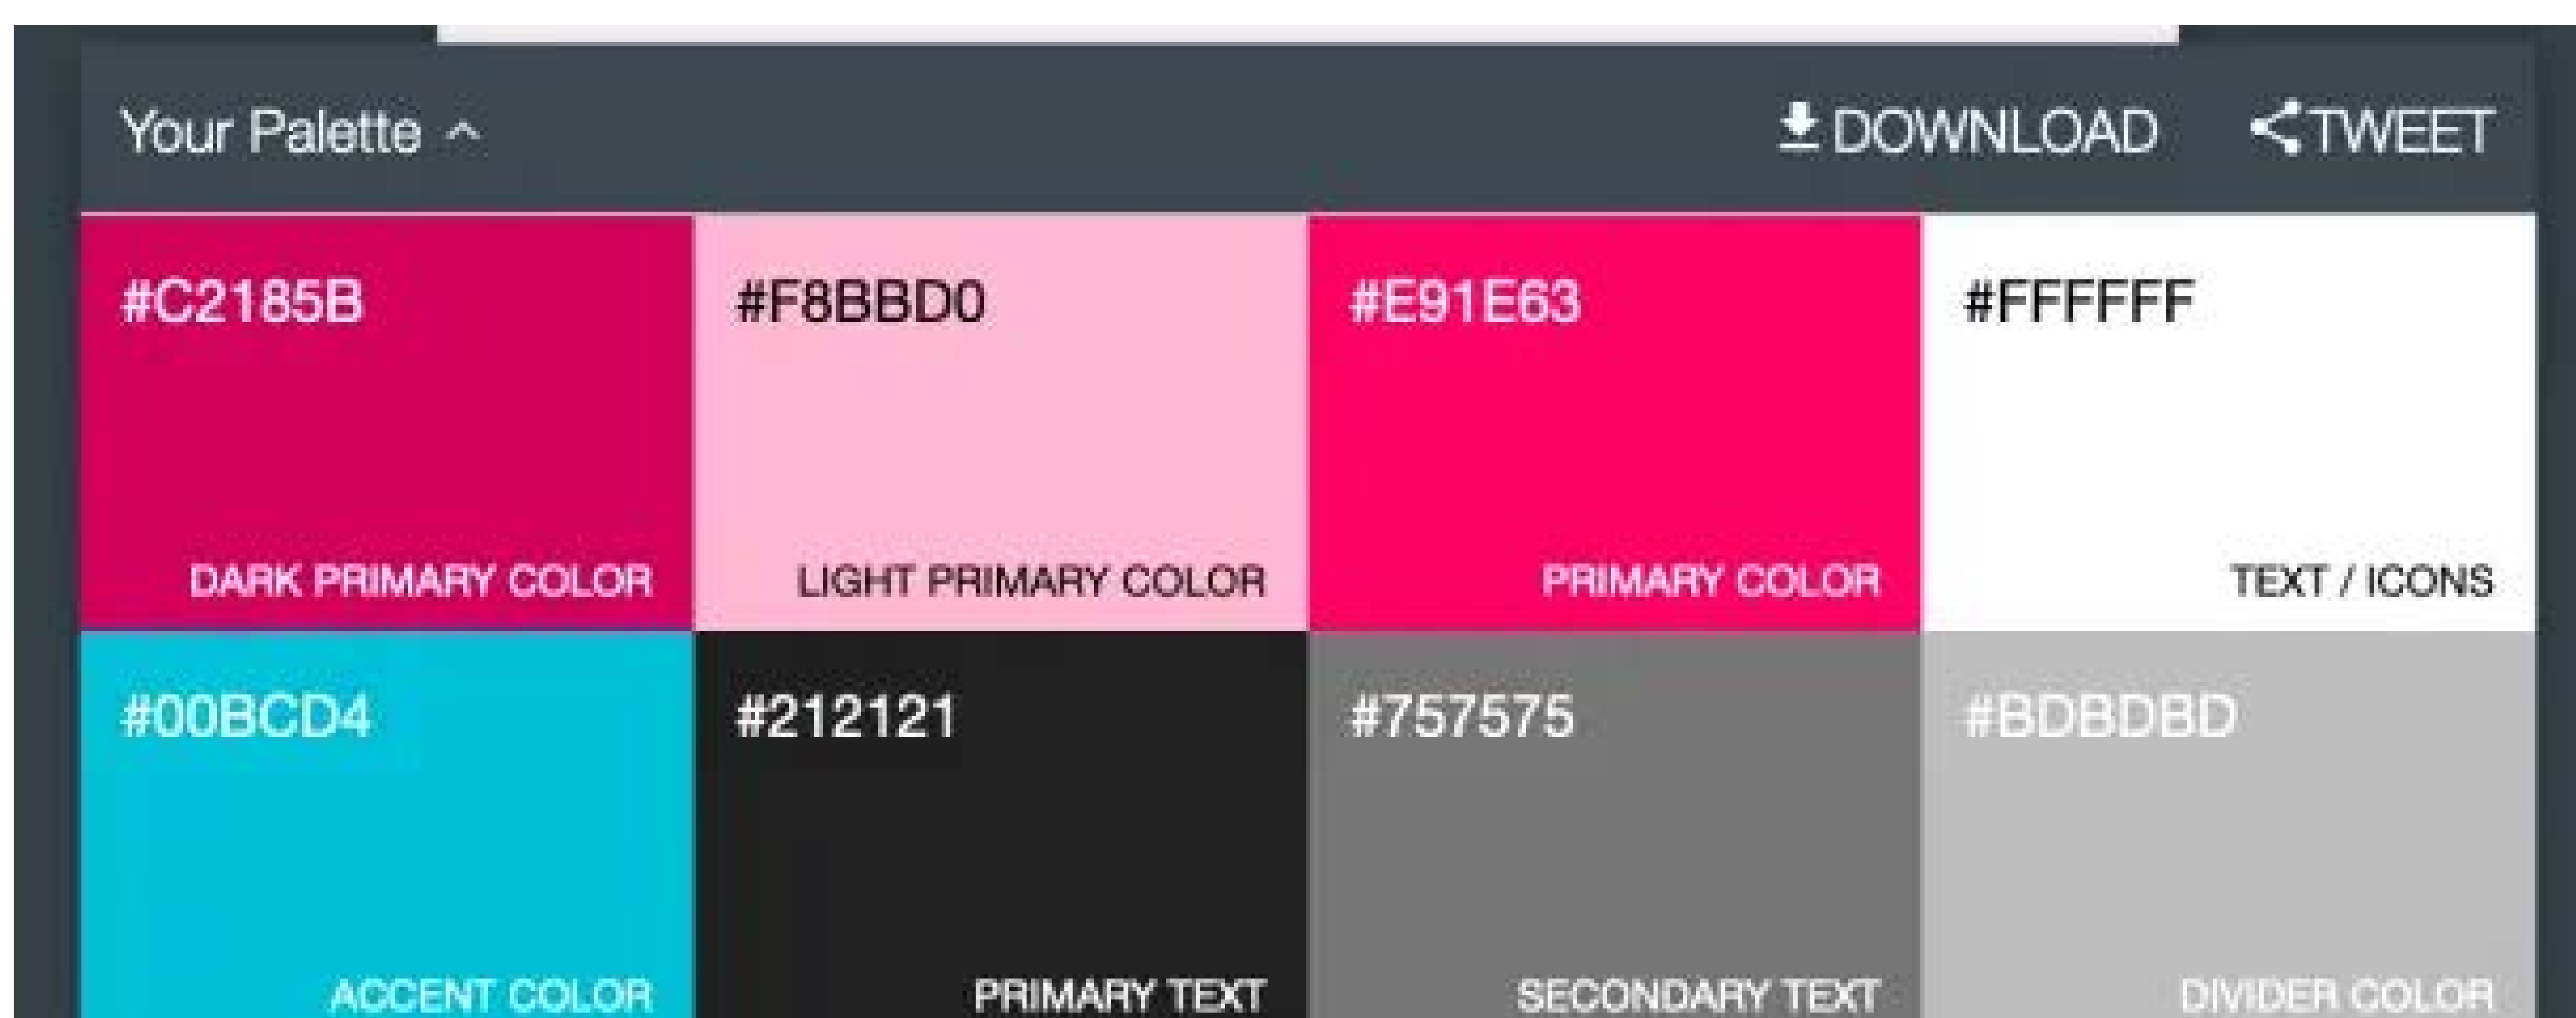 Your Palette DOWNLOAD TWEET
#C2185B #F8BBD0 #E91E63 #FFFFFF
DARK PRIMARY COLOR LIGHT PRIMARY COLOR PRIMARY COLOR TEXT / ICONS
#00BCD4 #212121 #757575 #BDBDBD
ACCENT COLOR PRIMARY TEXT SECONDARY TEXT DIVIDER COLOR